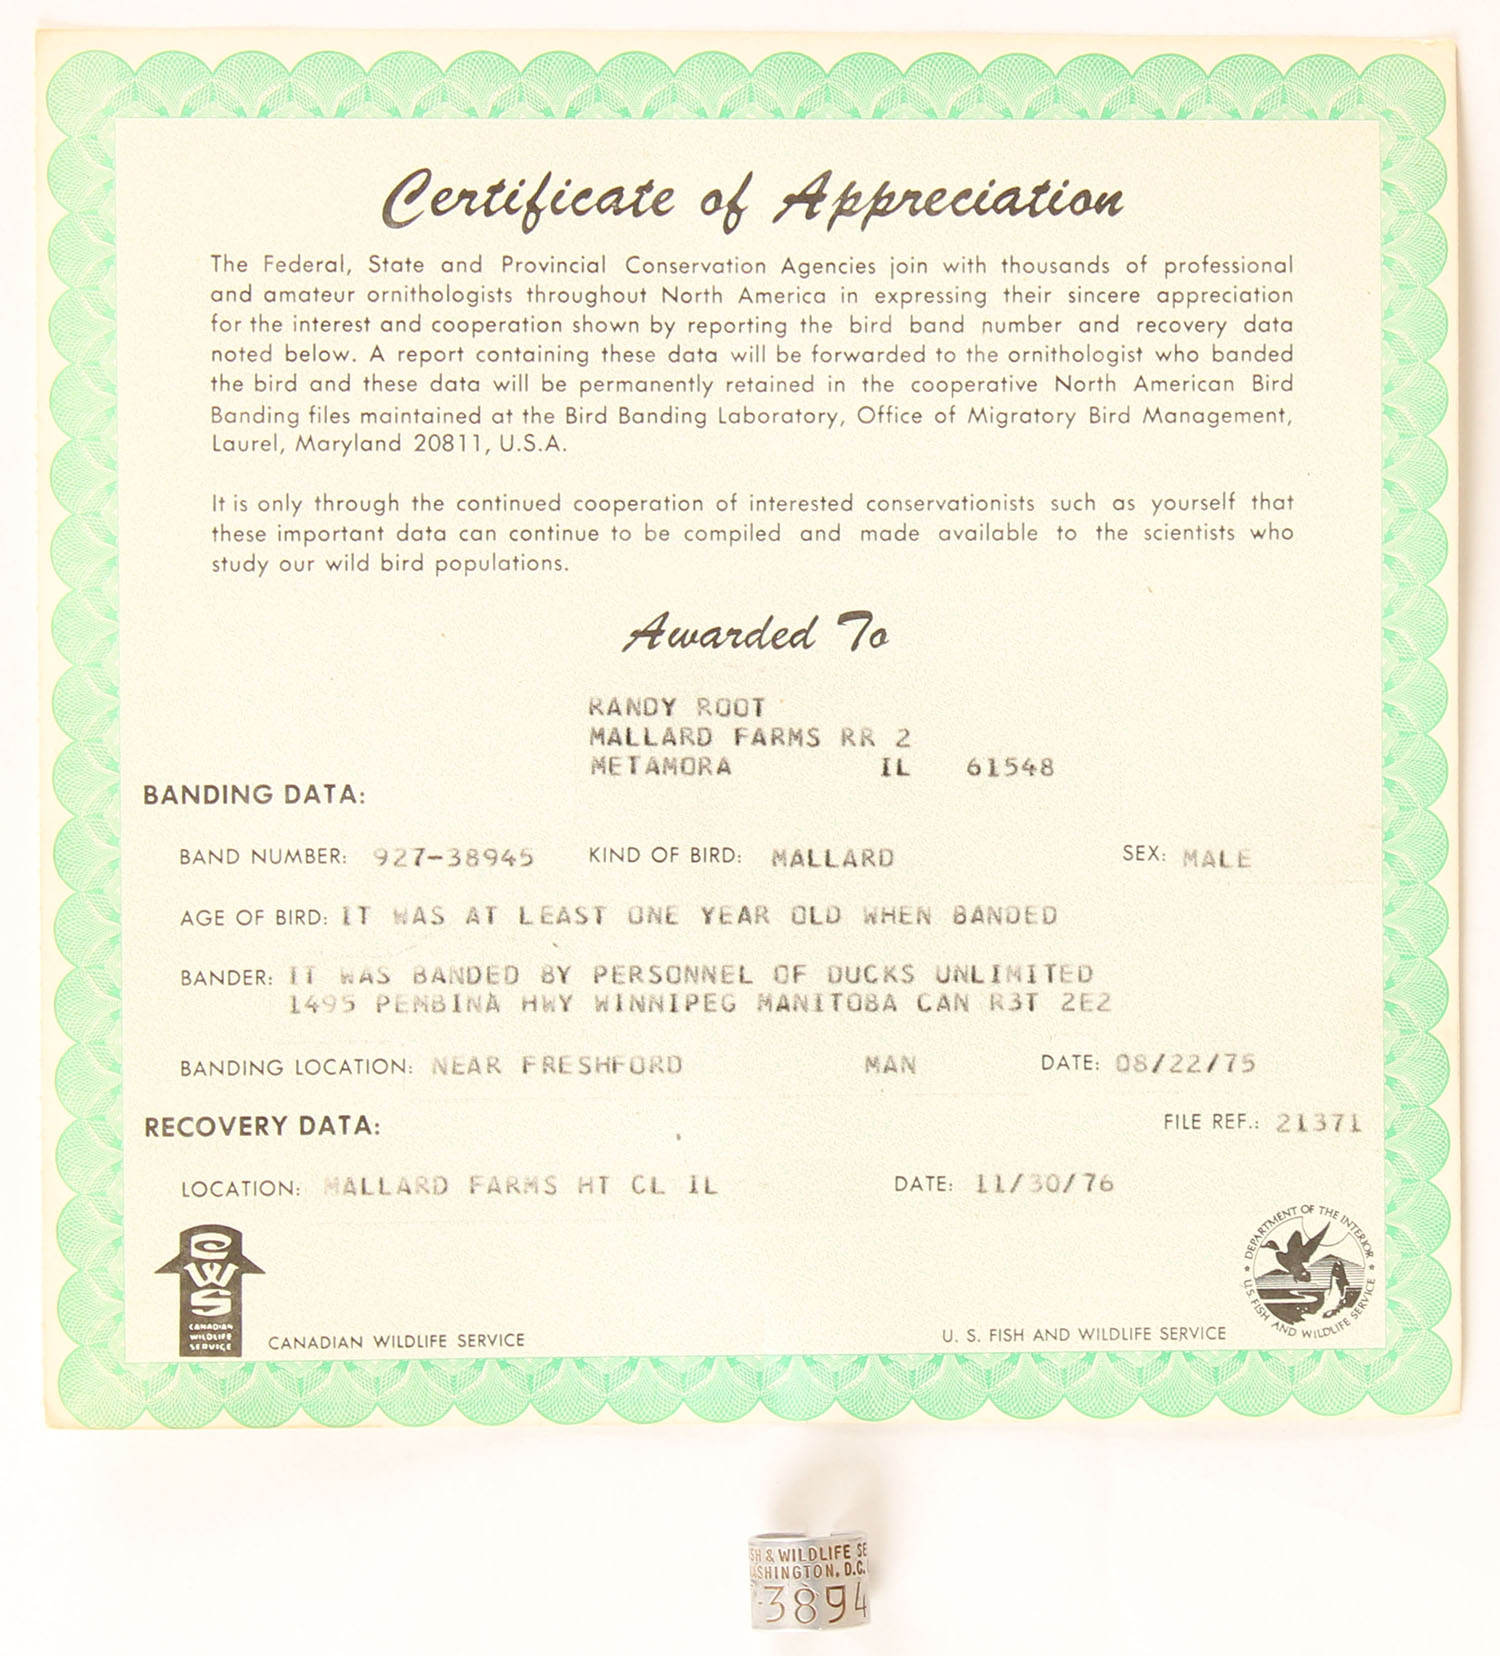 Certificate of Appreciation
The Federal, State and Provincial Conservation Agencies join with thousands of professional
and amateur ornithologists throughout North America in expressing their sincere appreciation
for the interest and cooperation shown by reporting the bird band number and recovery data
noted below. A report containing these data will be forwarded to the ornithologist who banded
the bird and these data will be permanently retained in the cooperative North American Bird
Banding files maintained at the Bird Banding Laboratory, Office of Migratory Bird Management,
Laurel, Maryland 20811, U.S.A.
It is only through the continued cooperation of interested conservationists such as yourself that
these important data can continue to be compiled and made available to the scientists who
study our wild bird populations.
Awarded To
RANDY ROOT
MALLARD FARMS RR 2
METAMORA IL 61548
BANDING DATA:
BAND NUMBER: 927-38945 KIND OF BIRD: MALLARD SEX: MALE
AGE OF BIRD: IT WAS AT LEAST ONE YEAR OLD WHEN BANDED
BANDER: IT WAS BANDED BY PERSONNEL OF DUCKS UNLIMITED
1495 PEMBINA HWY WINNIPEG MANITOBA CAN R3T 2E2
BANDING LOCATION: NEAR FRESHFORD MAN DATE: 08/22/75
RECOVERY DATA: FILE REF.: 21371
LOCATION: MALLARD FARMS HT CL IL DATE: 11/30/76
CWS
CANADIAN
WILDLIFE
SERVICE
CANADIAN WILDLIFE SERVICE
U. S. FISH AND WILDLIFE SERVICE
DEPARTMENT OF THE INTERIOR
U.S. FISH AND WILDLIFE SERVICE
SH & WILDLIFE SE
ASHINGTON. D.C.
-3894